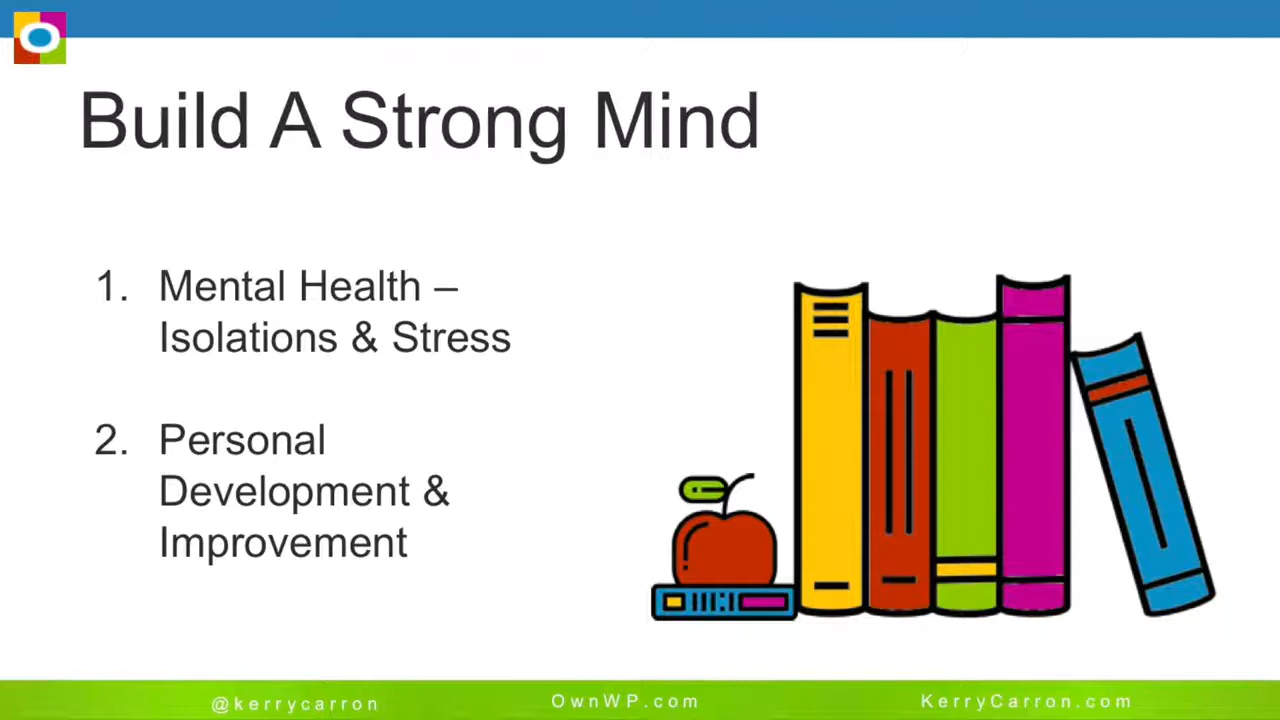 Build A Strong Mind
1. Mental Health –
Isolations & Stress
2. Personal
Development &
Improvement
@kerrycarron OwnWP.com KerryCarron.com